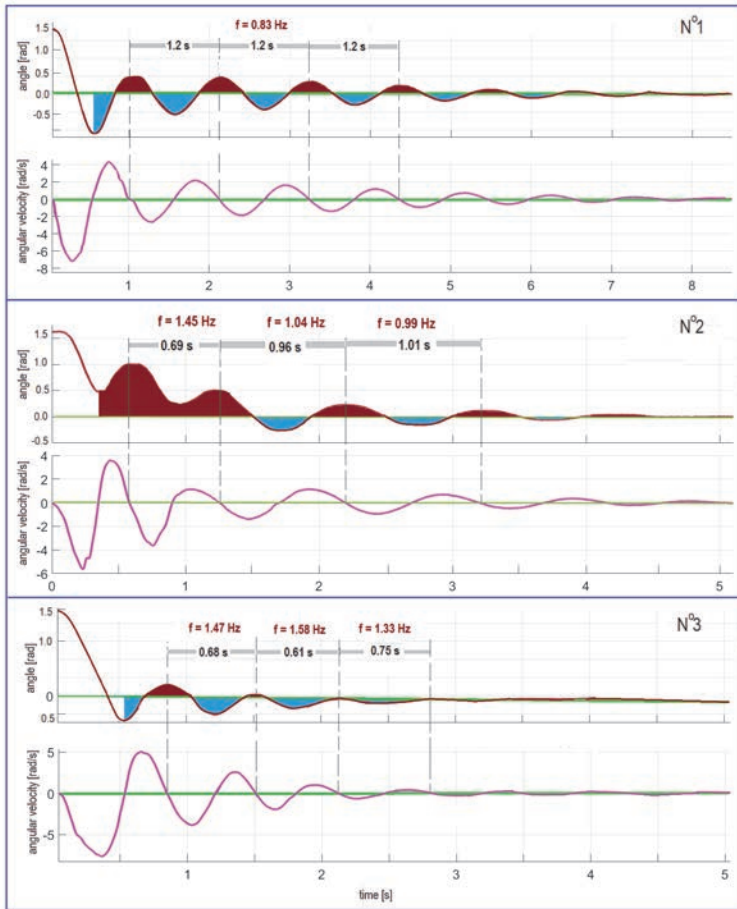 f = 0.83 Hz
N°1
1.2 s 1.2 s 1.2 s
angle [rad]
1.5
1.0
0.5
0.0
-0.5
angular velocity [rad/s]
4
2
0
-2
-4
-6
-8
1 2 3 4 5 6 7 8
f = 1.45 Hz f = 1.04 Hz f = 0.99 Hz
N°2
0.69 s 0.96 s 1.01 s
angle [rad]
1.5
1.0
0.5
0.0
-0.5
angular velocity [rad/s]
4
2
0
-2
-4
-6
0 1 2 3 4 5
f = 1.47 Hz f = 1.58 Hz f = 1.33 Hz
N°3
0.68 s 0.61 s 0.75 s
angle [rad]
1.5
1.0
0
0.5
angular velocity [rad/s]
5
0
-5
1 2 3 4 5
time [s]